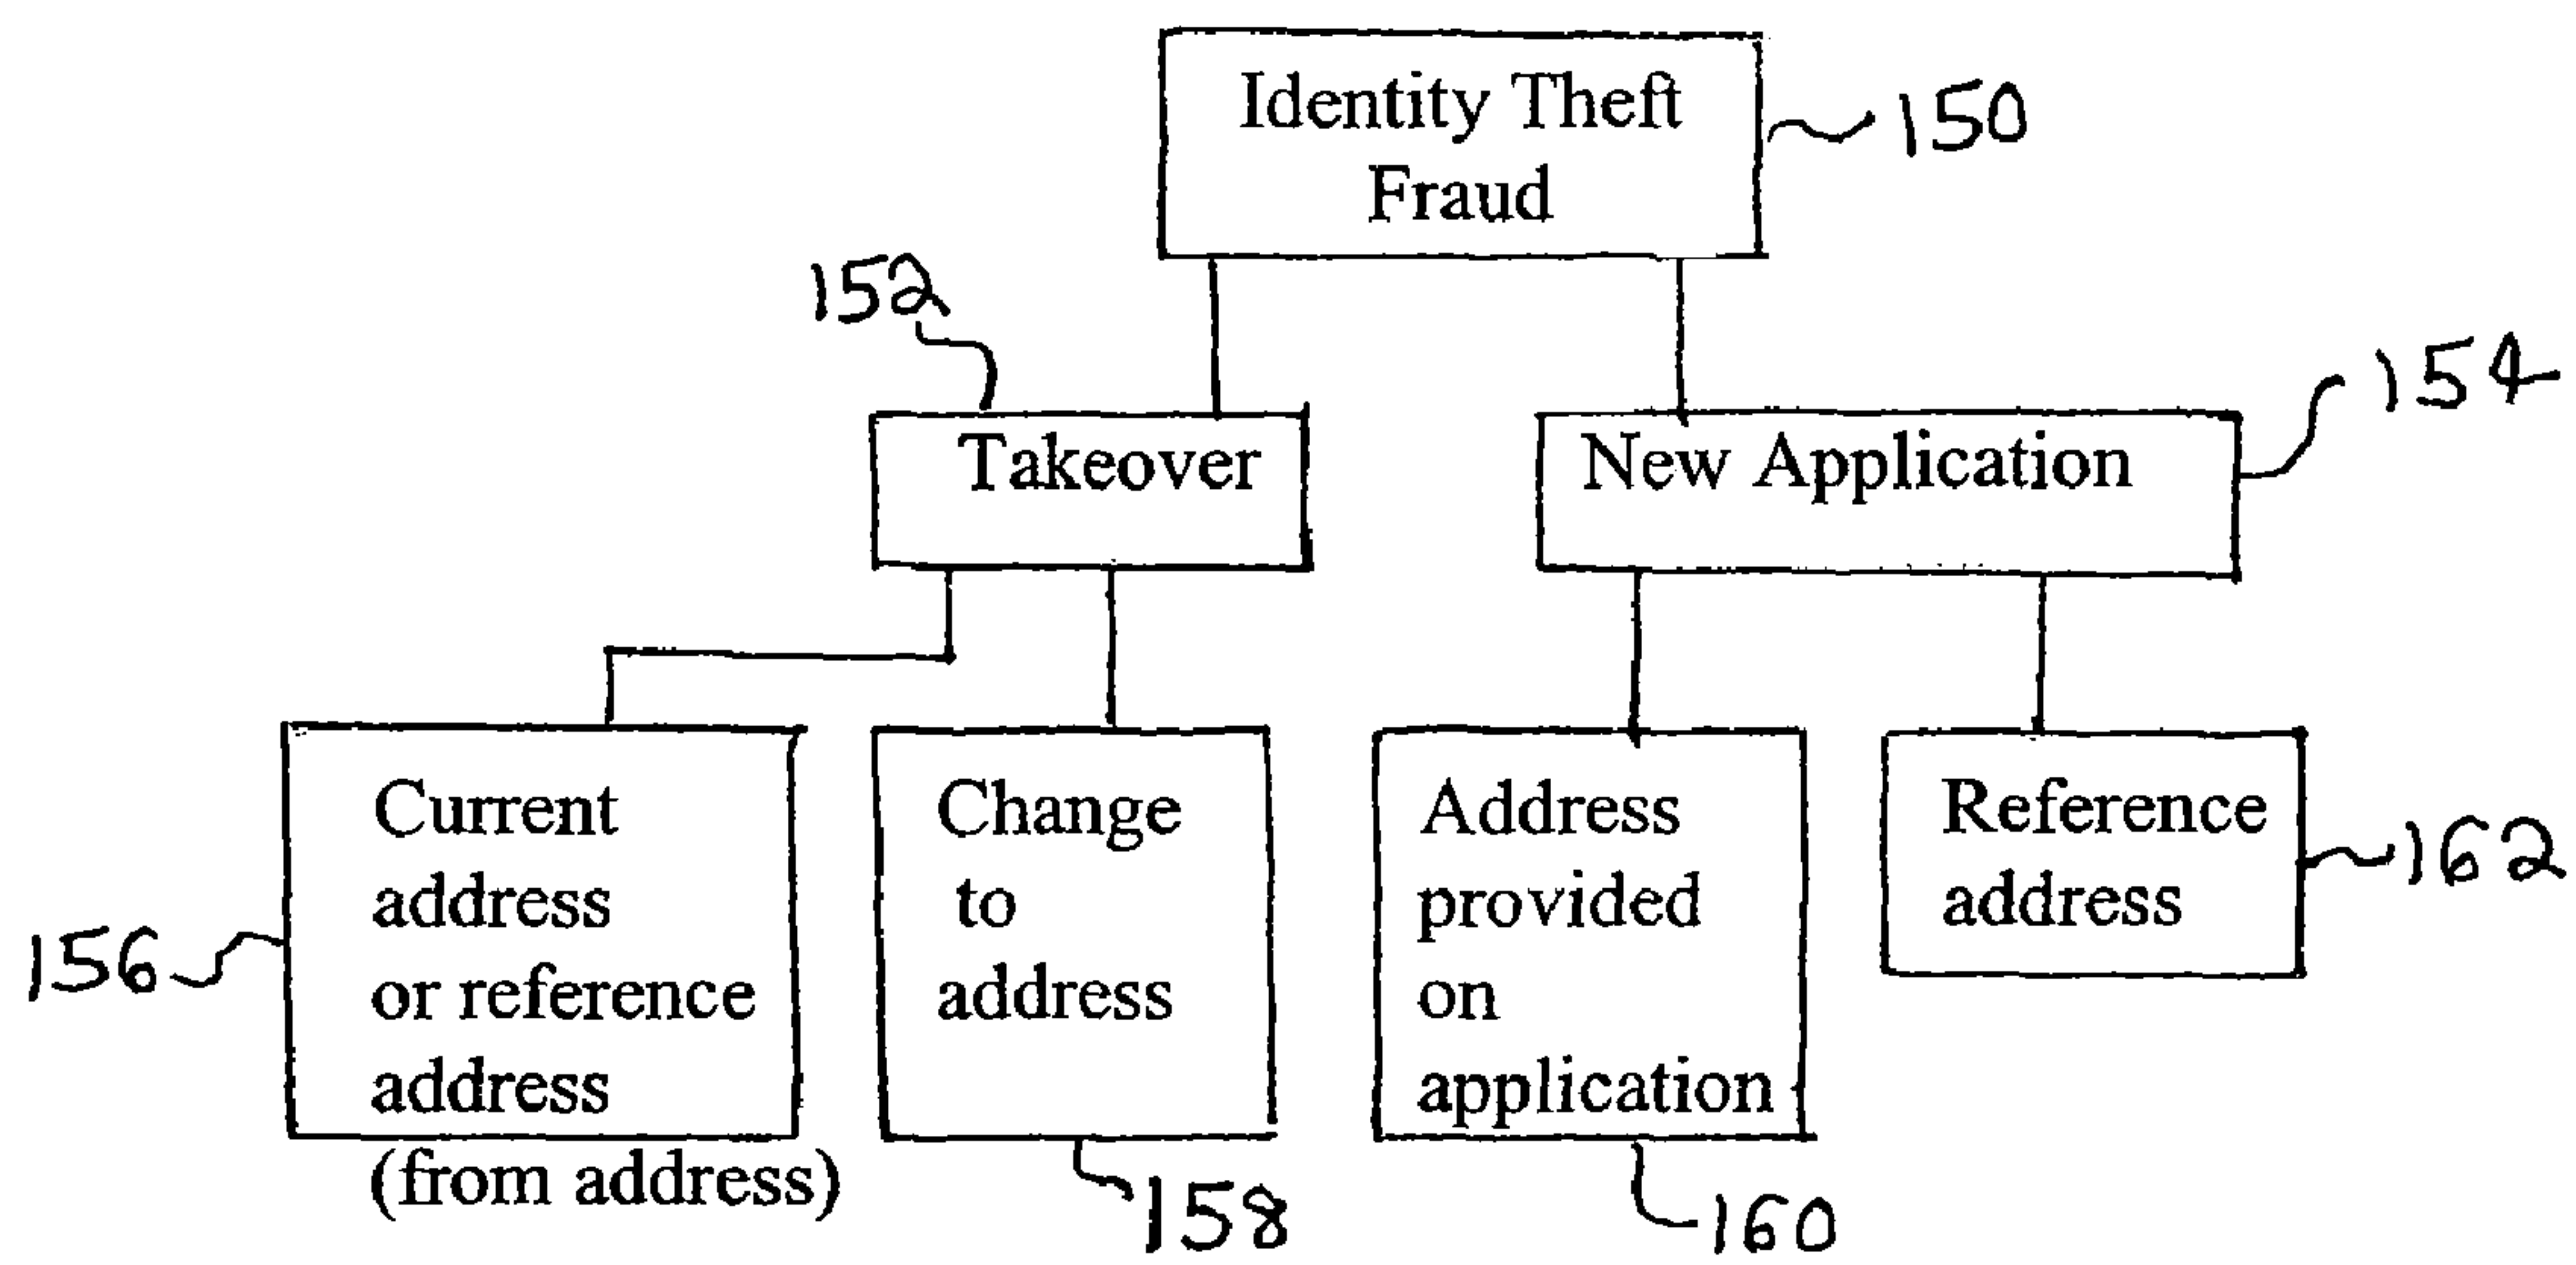 Identity Theft
Fraud
150
152
154
Takeover
New Application
Current
address
or reference
address
(from address)
156
Change
to
address
158
Address
provided
on
application
160
Reference
address
162